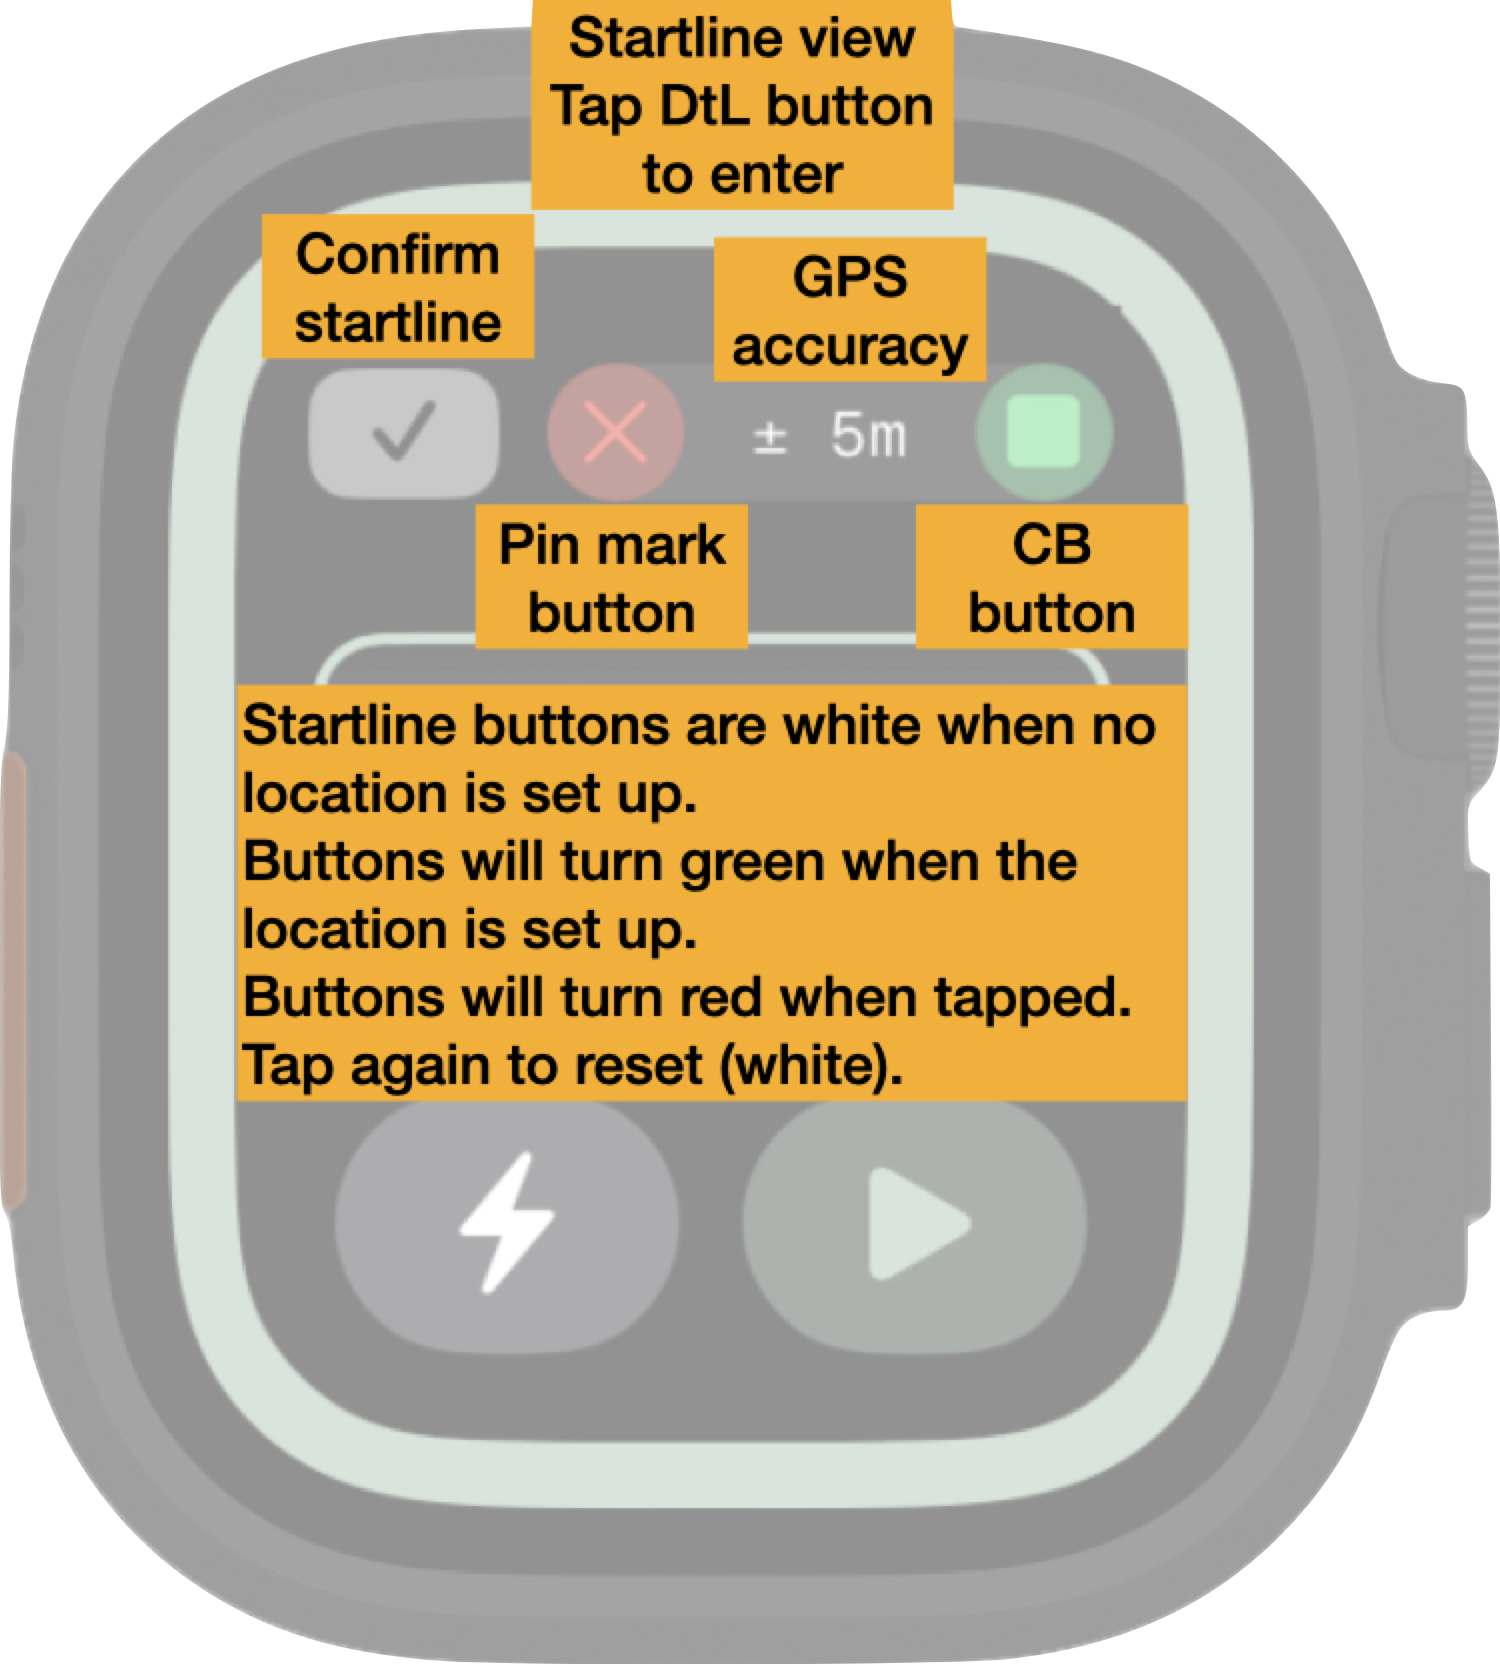 Startline view
Tap DtL button
to enter
Confirm
startline
GPS
accuracy
± 5m
Pin mark
button
CB
button
Startline buttons are white when no
location is set up.
Buttons will turn green when the
location is set up.
Buttons will turn red when tapped.
Tap again to reset (white).